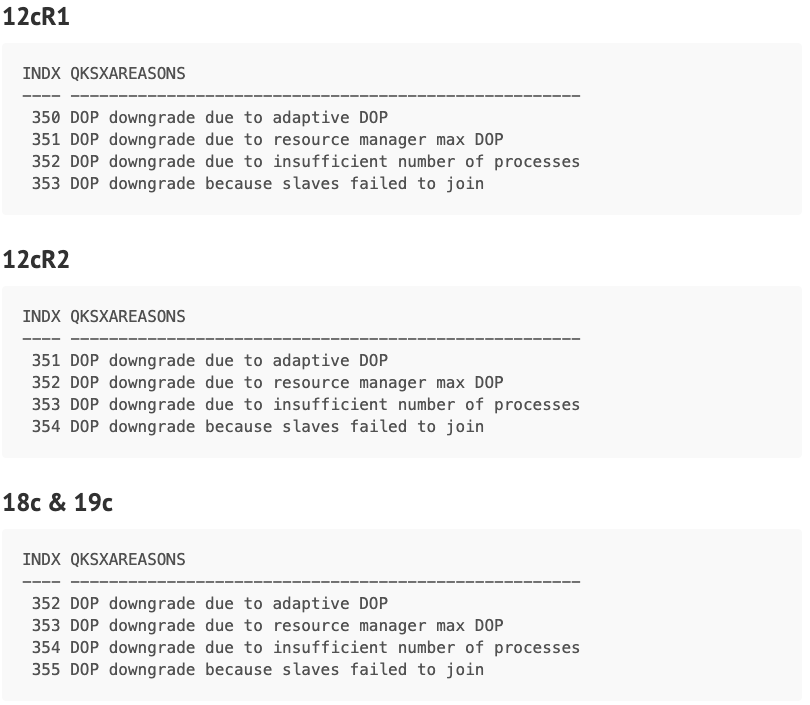 12cR1
INDX QKSXAREASONS
---- -----------------------------------------------------
350 DOP downgrade due to adaptive DOP
351 DOP downgrade due to resource manager max DOP
352 DOP downgrade due to insufficient number of processes
353 DOP downgrade because slaves failed to join
12cR2
INDX QKSXAREASONS
---- -----------------------------------------------------
351 DOP downgrade due to adaptive DOP
352 DOP downgrade due to resource manager max DOP
353 DOP downgrade due to insufficient number of processes
354 DOP downgrade because slaves failed to join
18c & 19c
INDX QKSXAREASONS
---- -----------------------------------------------------
352 DOP downgrade due to adaptive DOP
353 DOP downgrade due to resource manager max DOP
354 DOP downgrade due to insufficient number of processes
355 DOP downgrade because slaves failed to join